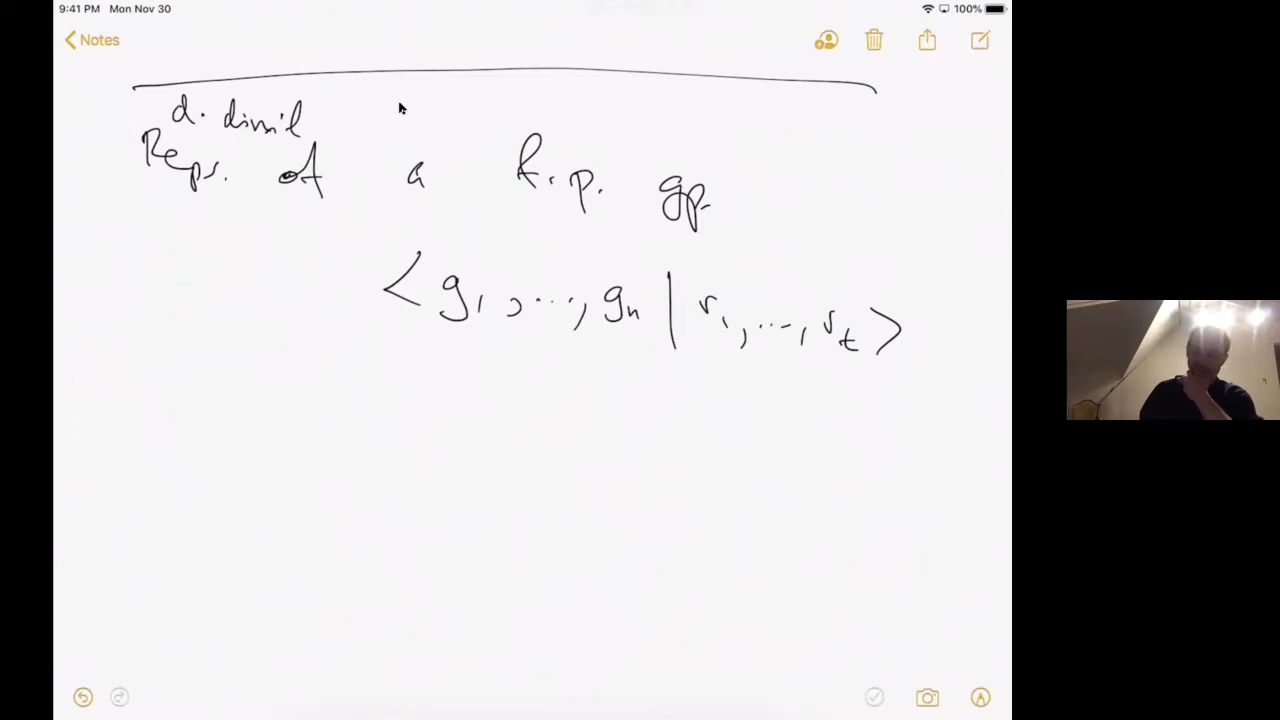 9:41 PM Mon Nov 30
100%
Notes
d. dim'l
Reps. of a f.p. gp.
< g₁, ..., gₙ | r₁, ..., rₜ >